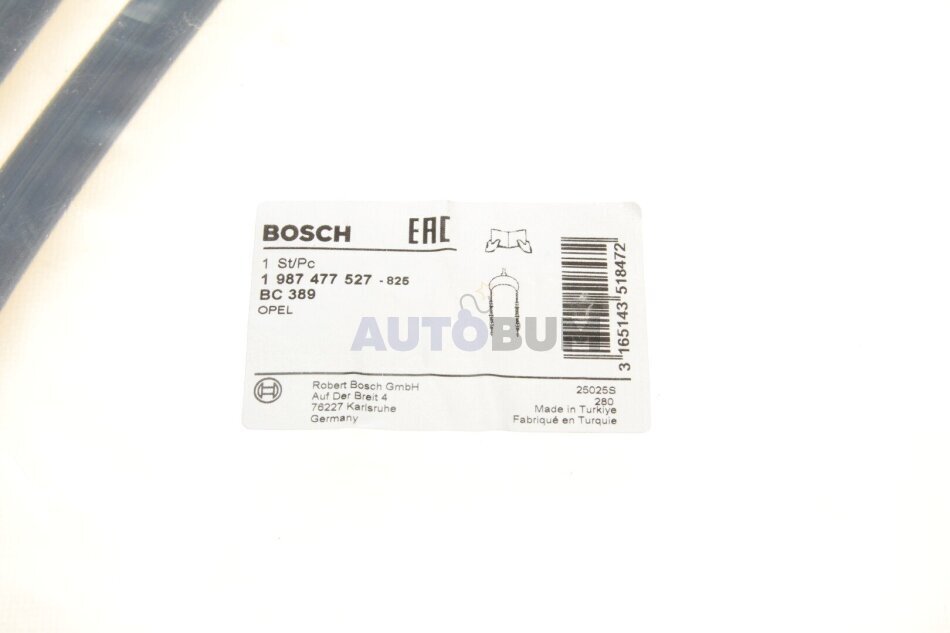 BOSCH EAC
1 St/Pc
1 987 477 527 - 825
BC 389
OPEL
AUTOBUM
3 165143 518472
Robert Bosch GmbH
Auf Der Breit 4
76227 Karlsruhe
Germany
25025S
280
Made in Turkiye
Fabriqué en Turquie